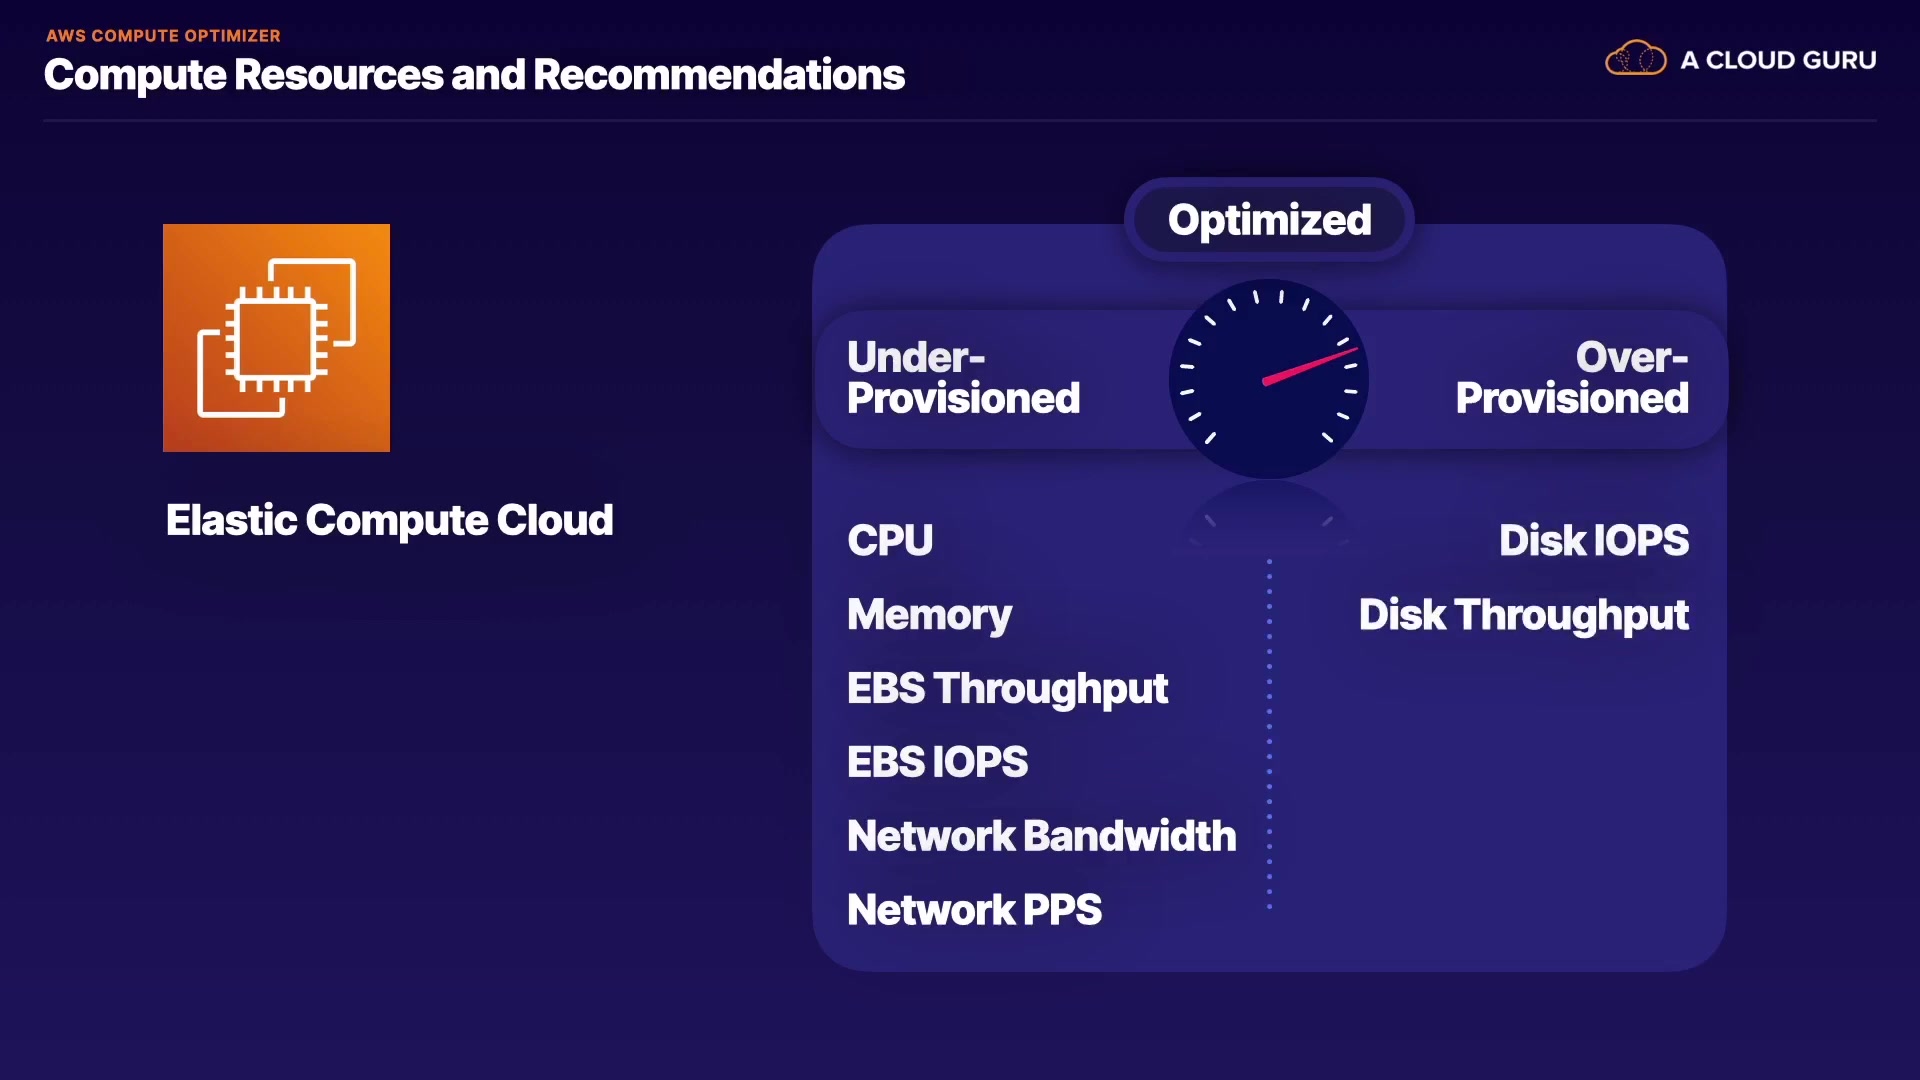 AWS COMPUTE OPTIMIZER
Compute Resources and Recommendations
A CLOUD GURU
Elastic Compute Cloud
Optimized
Under-
Provisioned
Over-
Provisioned
CPU
Memory
EBS Throughput
EBS IOPS
Network Bandwidth
Network PPS
Disk IOPS
Disk Throughput